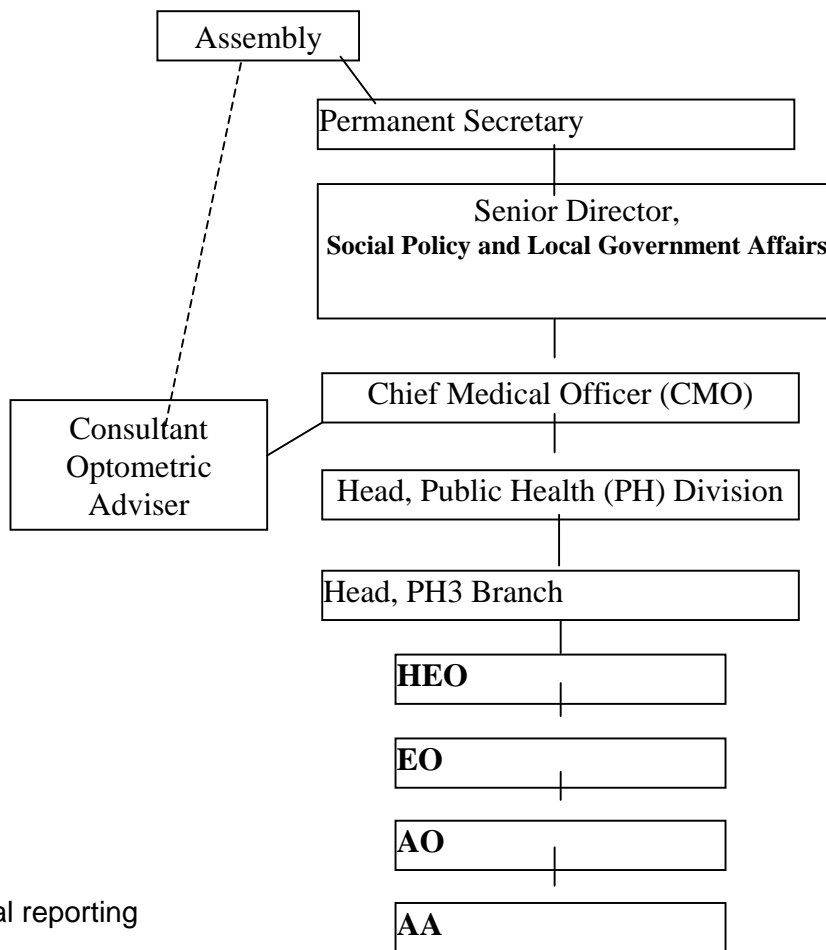 Assembly
Permanent Secretary
Senior Director,
Social Policy and Local Government Affairs
Chief Medical Officer (CMO)
Consultant
Optometric
Adviser
Head, Public Health (PH) Division
Head, PH3 Branch
HEO
EO
AO
reporting
AA